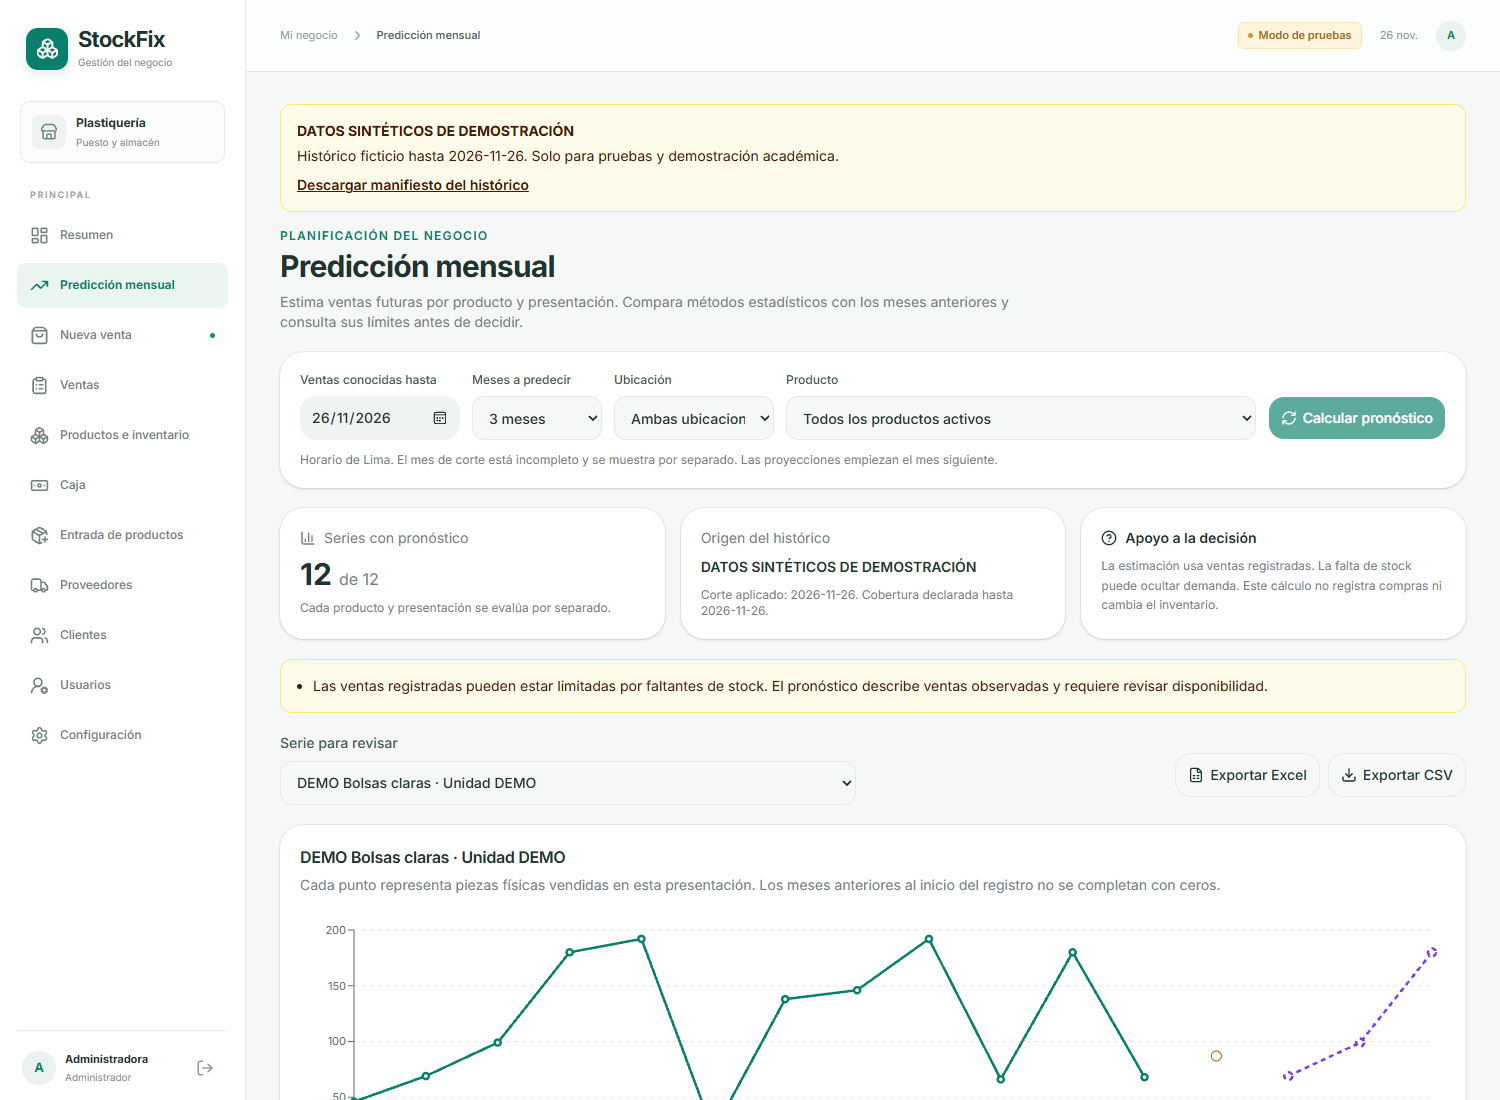 StockFix
Gestión del negocio
Plastiquería
Puesto y almacén
PRINCIPAL
Resumen
Predicción mensual
Nueva venta
Ventas
Productos e inventario
Caja
Entrada de productos
Proveedores
Clientes
Usuarios
Configuración
A
Administradora
Administrador
Mi negocio
Predicción mensual
Modo de pruebas
26 nov.
A
DATOS SINTÉTICOS DE DEMOSTRACIÓN
Histórico ficticio hasta 2026-11-26. Solo para pruebas y demostración académica.
Descargar manifiesto del histórico
PLANIFICACIÓN DEL NEGOCIO
Predicción mensual
Estima ventas futuras por producto y presentación. Compara métodos estadísticos con los meses anteriores y
consulta sus límites antes de decidir.
Ventas conocidas hasta
26/11/2026
Meses a predecir
3 meses
Ubicación
Ambas ubicacion
Producto
Todos los productos activos
Calcular pronóstico
Horario de Lima. El mes de corte está incompleto y se muestra por separado. Las proyecciones empiezan el mes siguiente.
Series con pronóstico
12 de 12
Cada producto y presentación se evalúa por separado.
Origen del histórico
DATOS SINTÉTICOS DE DEMOSTRACIÓN
Corte aplicado: 2026-11-26. Cobertura declarada hasta
2026-11-26.
Apoyo a la decisión
La estimación usa ventas registradas. La falta de stock
puede ocultar demanda. Este cálculo no registra compras ni
cambia el inventario.
Las ventas registradas pueden estar limitadas por faltantes de stock. El pronóstico describe ventas observadas y requiere revisar disponibilidad.
Serie para revisar
DEMO Bolsas claras · Unidad DEMO
Exportar Excel
Exportar CSV
DEMO Bolsas claras · Unidad DEMO
Cada punto representa piezas físicas vendidas en esta presentación. Los meses anteriores al inicio del registro no se completan con ceros.
200
150
100
50